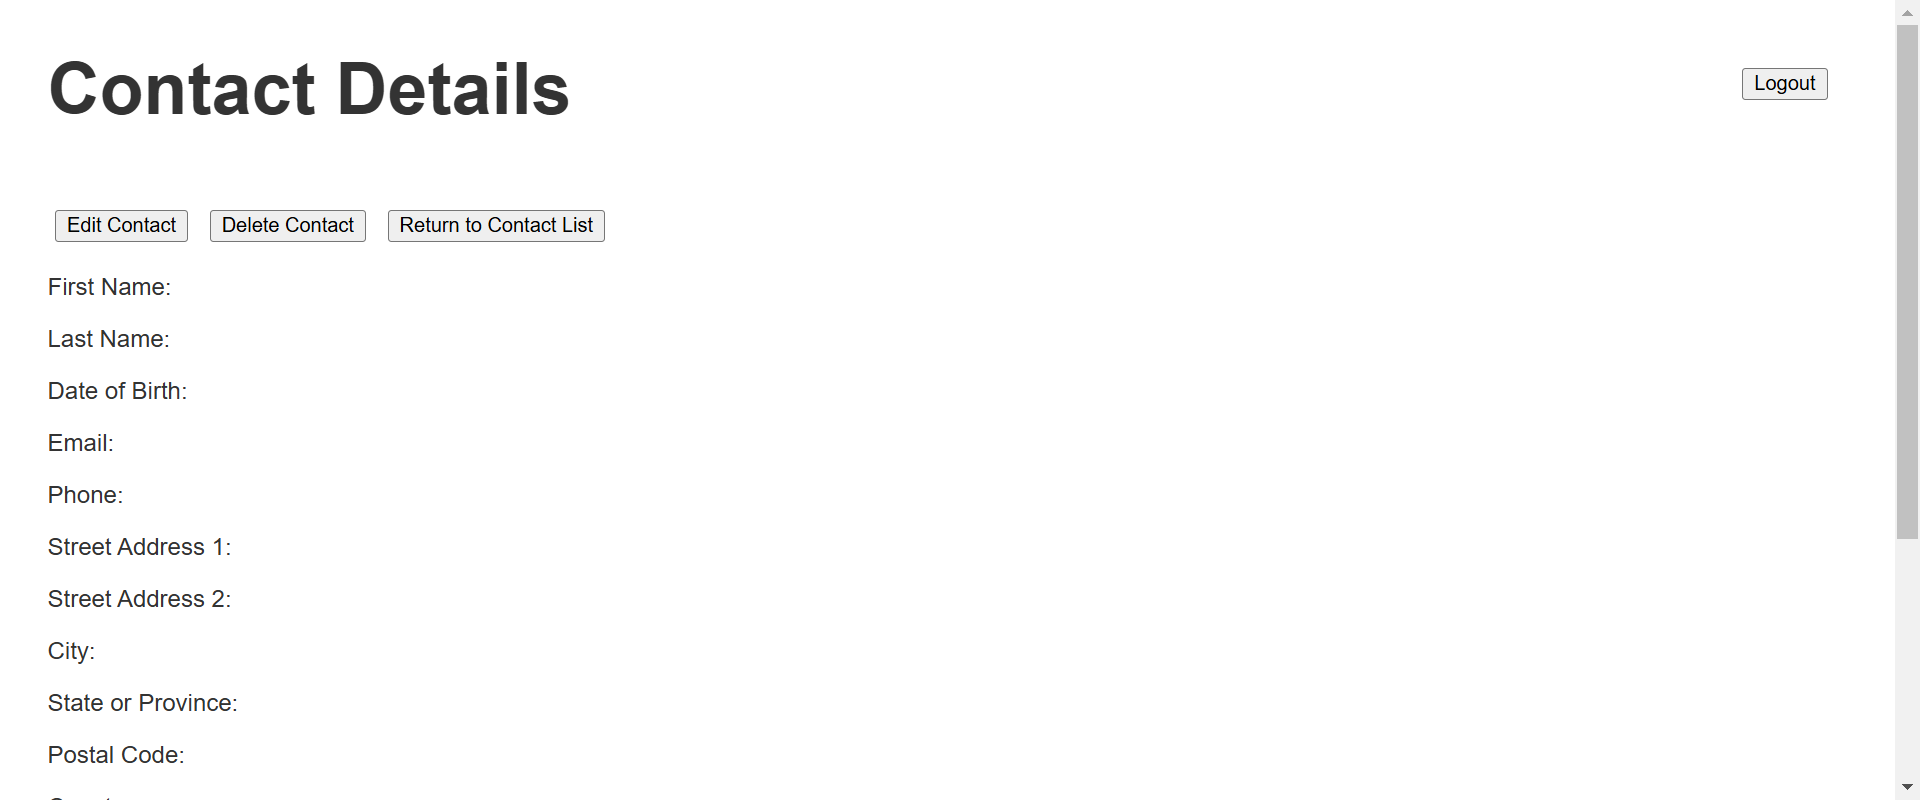 Contact Details
Logout
Edit Contact Delete Contact Return to Contact List
First Name:
Last Name:
Date of Birth:
Email:
Phone:
Street Address 1:
Street Address 2:
City:
State or Province:
Postal Code: